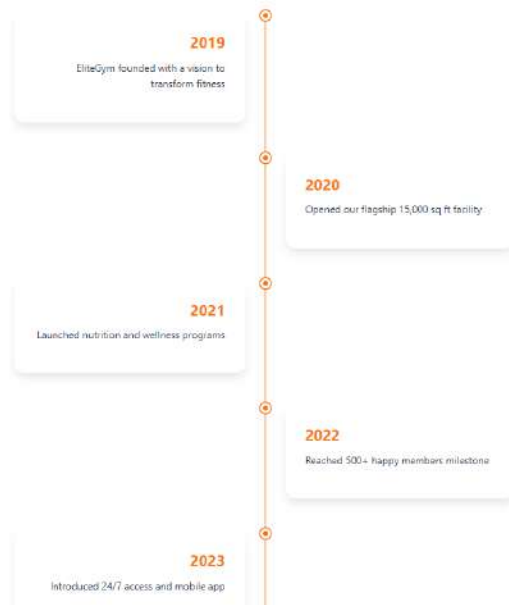 2019
EliteGym founded with a vision to
transform fitness
2020
Opened our flagship 15,000 sq ft facility
2021
Launched nutrition and wellness programs
2022
Reached 500+ happy members milestone
2023
Introduced 24/7 access and mobile app